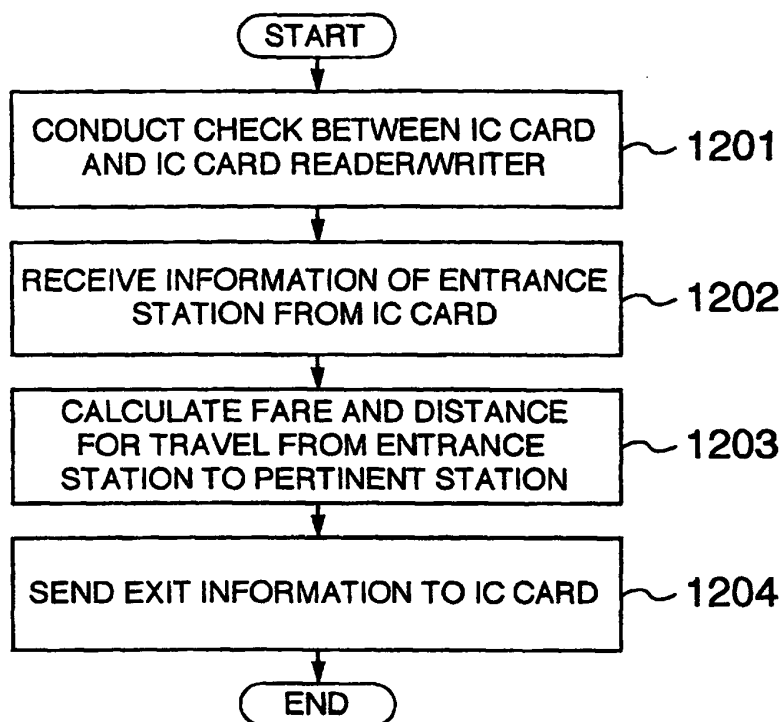 START
CONDUCT CHECK BETWEEN IC CARD
AND IC CARD READER/WRITER
1201
RECEIVE INFORMATION OF ENTRANCE
STATION FROM IC CARD
1202
CALCULATE FARE AND DISTANCE
FOR TRAVEL FROM ENTRANCE
STATION TO PERTINENT STATION
1203
SEND EXIT INFORMATION TO IC CARD
1204
END